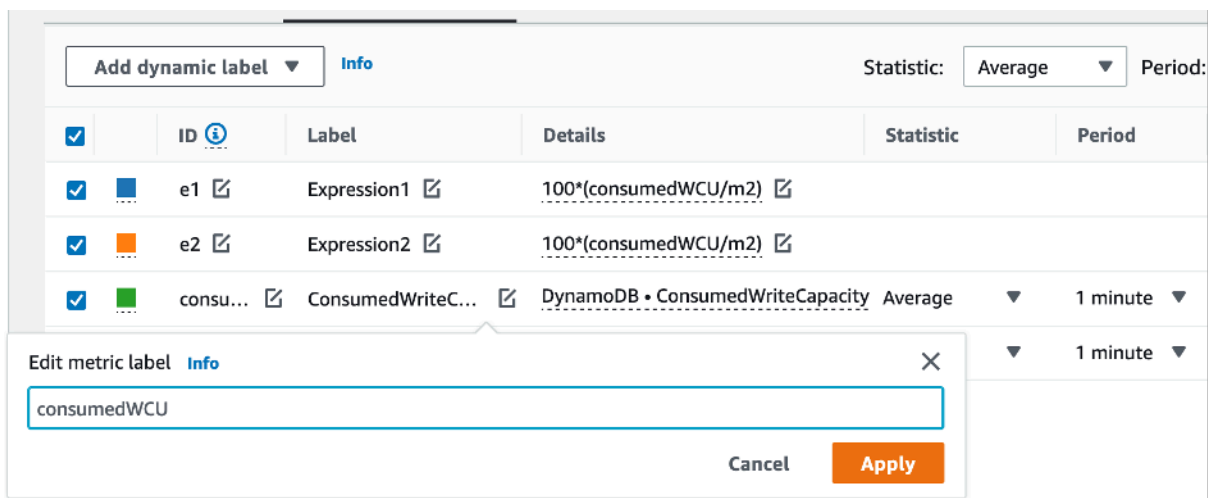 Add dynamic label ▼ Info Statistic: Average ▼ Period:
ID Label Details Statistic Period
e1 Expression1 100*(consumedWCU/m2)
e2 Expression2 100*(consumedWCU/m2)
consu... ConsumedWriteC... DynamoDB • ConsumedWriteCapacity Average ▼ 1 minute ▼
▼ 1 minute ▼
Edit metric label Info
consumedWCU
Cancel Apply